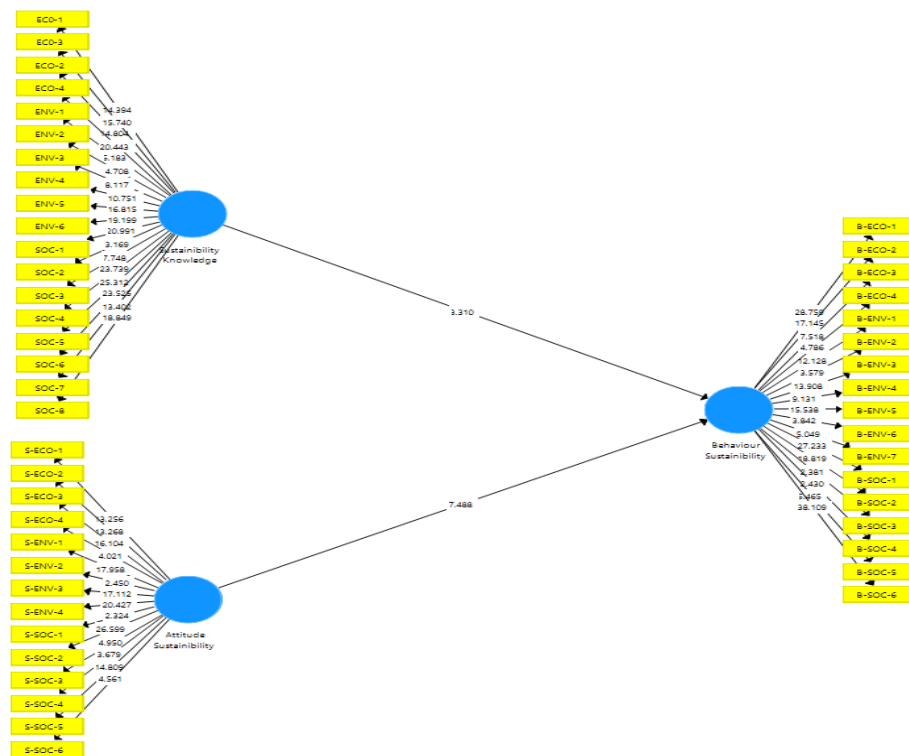 EC0-1
EC0-3
ECO-2
ECO-4
ENV-1
ENV-2
ENV-3
ENV-4
ENV-5
ENV-6
SOC-1
SOC-2
SOC-3
SOC-4
SOC-5
SOC-6
SOC-7
SOC-8
14.394
15.740
14.804
20.443
5.183
4.708
8.117
10.751
16.815
19.199
20.991
3.169
7.748
23.739
25.312
23.525
13.402
18.849
Sustainibility
Knowledge
3.310
S-ECO-1
S-ECO-2
S-ECO-3
S-ECO-4
S-ENV-1
S-ENV-2
S-ENV-3
S-ENV-4
S-SOC-1
S-SOC-2
S-SOC-3
S-SOC-4
S-SOC-5
S-SOC-6
13.256
13.268
16.104
4.021
17.958
2.450
17.112
20.427
2.324
26.599
4.950
3.679
14.809
4.561
Attitude
Sustainibility
7.488
Behaviour
Sustainibility
28.759
17.145
7.518
4.786
12.128
3.579
13.908
9.131
15.538
3.842
5.049
27.233
18.819
2.381
2.430
5.465
38.109
B-ECO-1
B-ECO-2
B-ECO-3
B-ECO-4
B-ENV-1
B-ENV-2
B-ENV-3
B-ENV-4
B-ENV-5
B-ENV-6
B-ENV-7
B-SOC-1
B-SOC-2
B-SOC-3
B-SOC-4
B-SOC-5
B-SOC-6